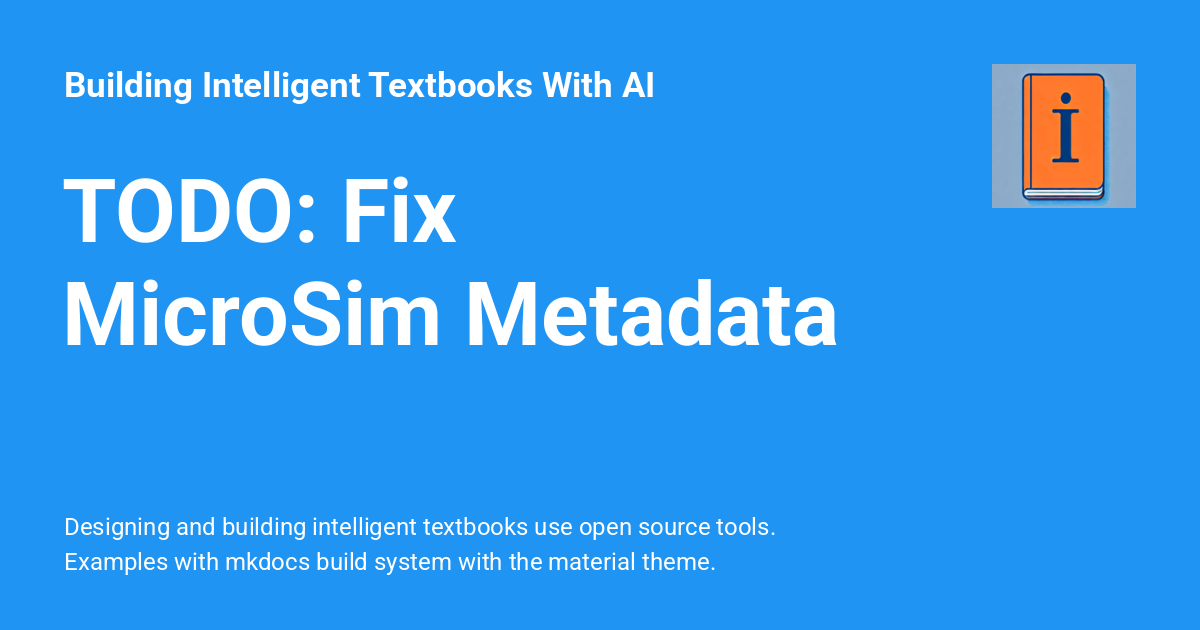 Building Intelligent Textbooks With AI
TODO: Fix
MicroSim Metadata
i
Designing and building intelligent textbooks use open source tools.
Examples with mkdocs build system with the material theme.